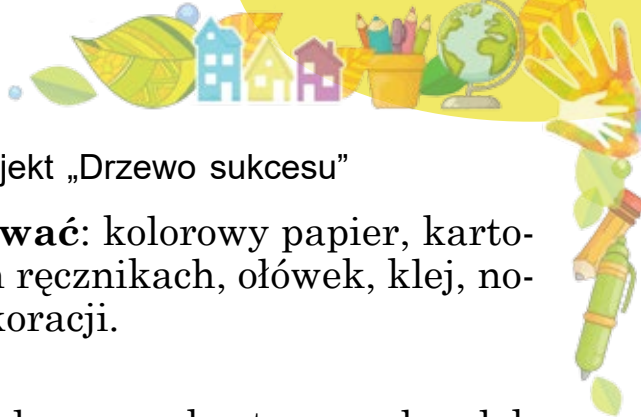 jekt „Drzewo sukcesu”
wać: kolorowy papier, karto-
ręcznikach, ołówek, klej, no-
koracji.